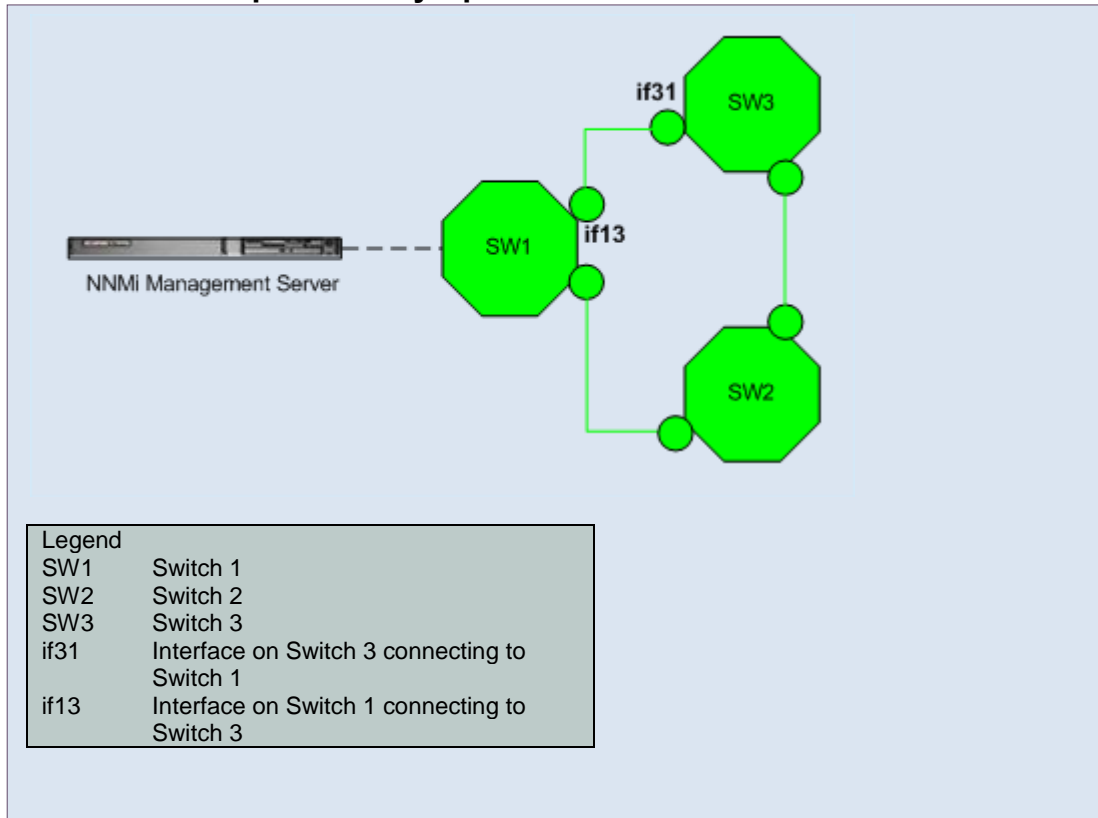 if31
SW3
SW1
if13
NNMi Management Server
SW2
Legend
SW1 Switch 1
SW2 Switch 2
SW3 Switch 3
if31 Interface on Switch 3 connecting to
Switch 1
if13 Interface on Switch 1 connecting to
Switch 3